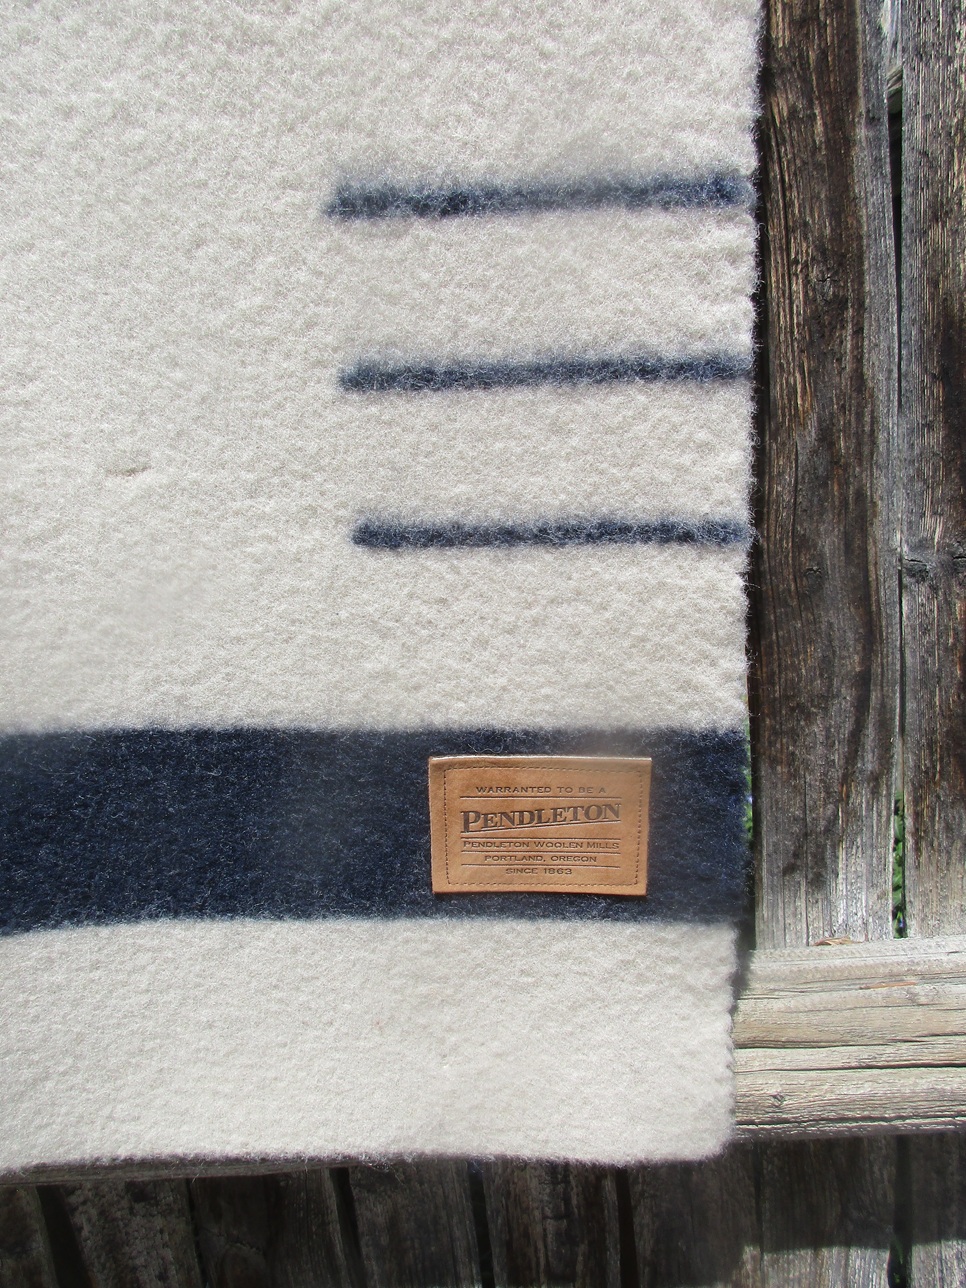 WARRANTED TO BE A
PENDLETON
PENDLETON WOOLEN MILLS
PORTLAND, OREGON
SINCE 1863